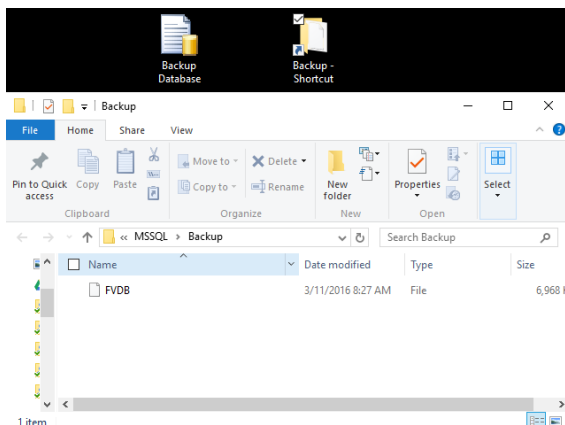 Backup
Database
Backup -
Shortcut
Backup
File Home Share View
Pin to Quick
access
Copy
Paste
Move to
Copy to
Delete
Rename
New
folder
Properties
Select
Clipboard Organize New Open
« MSSQL > Backup
Search Backup
Name Date modified Type Size
FVDB 3/11/2016 8:27 AM File 6,968
1 item